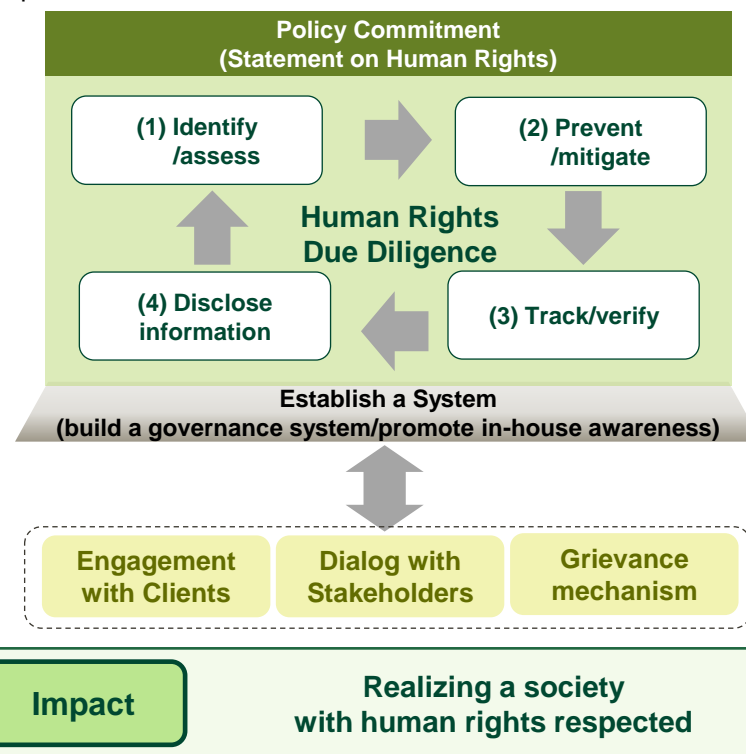 Policy Commitment
(Statement on Human Rights)
(1) Identify
/assess
(2) Prevent
/mitigate
Human Rights
Due Diligence
(4) Disclose
information
(3) Track/verify
Establish a System
(build a governance system/promote in-house awareness)
Engagement
with Clients
Dialog with
Stakeholders
Grievance
mechanism
Impact
Realizing a society
with human rights respected